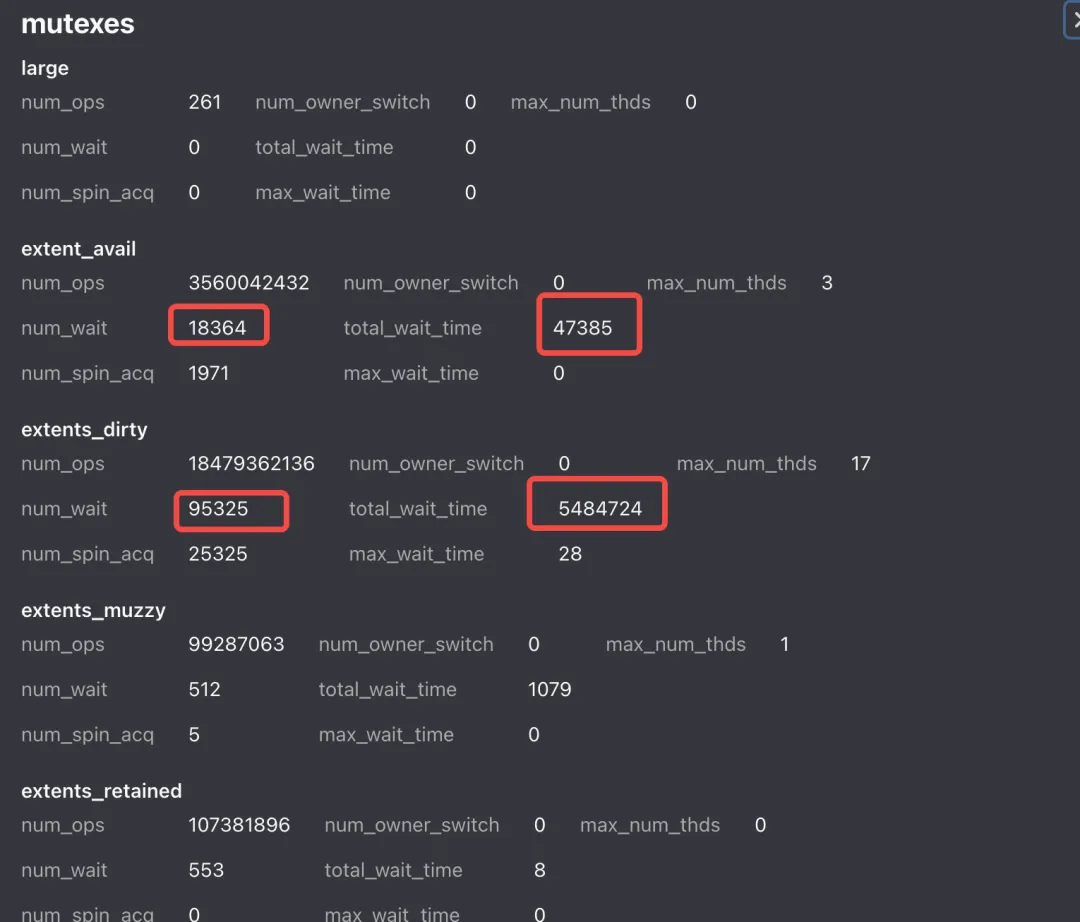 mutexes
large
num_ops 261 num_owner_switch 0 max_num_thds 0
num_wait 0 total_wait_time 0
num_spin_acq 0 max_wait_time 0
extent_avail
num_ops 3560042432 num_owner_switch 0 max_num_thds 3
num_wait 18364 total_wait_time 47385
num_spin_acq 1971 max_wait_time 0
extents_dirty
num_ops 18479362136 num_owner_switch 0 max_num_thds 17
num_wait 95325 total_wait_time 5484724
num_spin_acq 25325 max_wait_time 28
extents_muzzy
num_ops 99287063 num_owner_switch 0 max_num_thds 1
num_wait 512 total_wait_time 1079
num_spin_acq 5 max_wait_time 0
extents_retained
num_ops 107381896 num_owner_switch 0 max_num_thds 0
num_wait 553 total_wait_time 8
num_spin_acq 0 max_wait_time 0